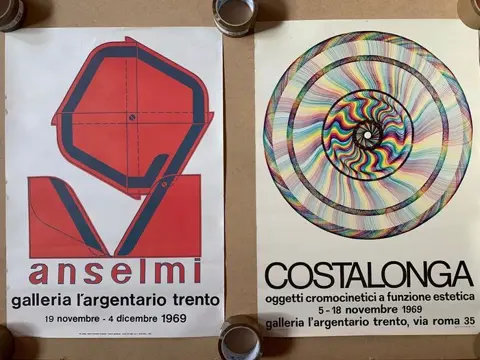 anselmi
galleria l'argentario trento
19 novembre - 4 dicembre 1969
COSTALONGA
oggetti cromocinetici a funzione estetica
5-18 novembre 1969
galleria l'argentario trento, via roma 35